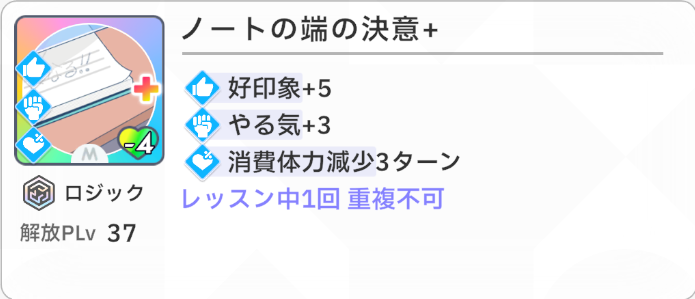 ノートの端の決意+
好印象+5
やる気+3
消費体力減少3ターン
レッスン中1回 重複不可
-4
M
ロジック
解放PLv 37